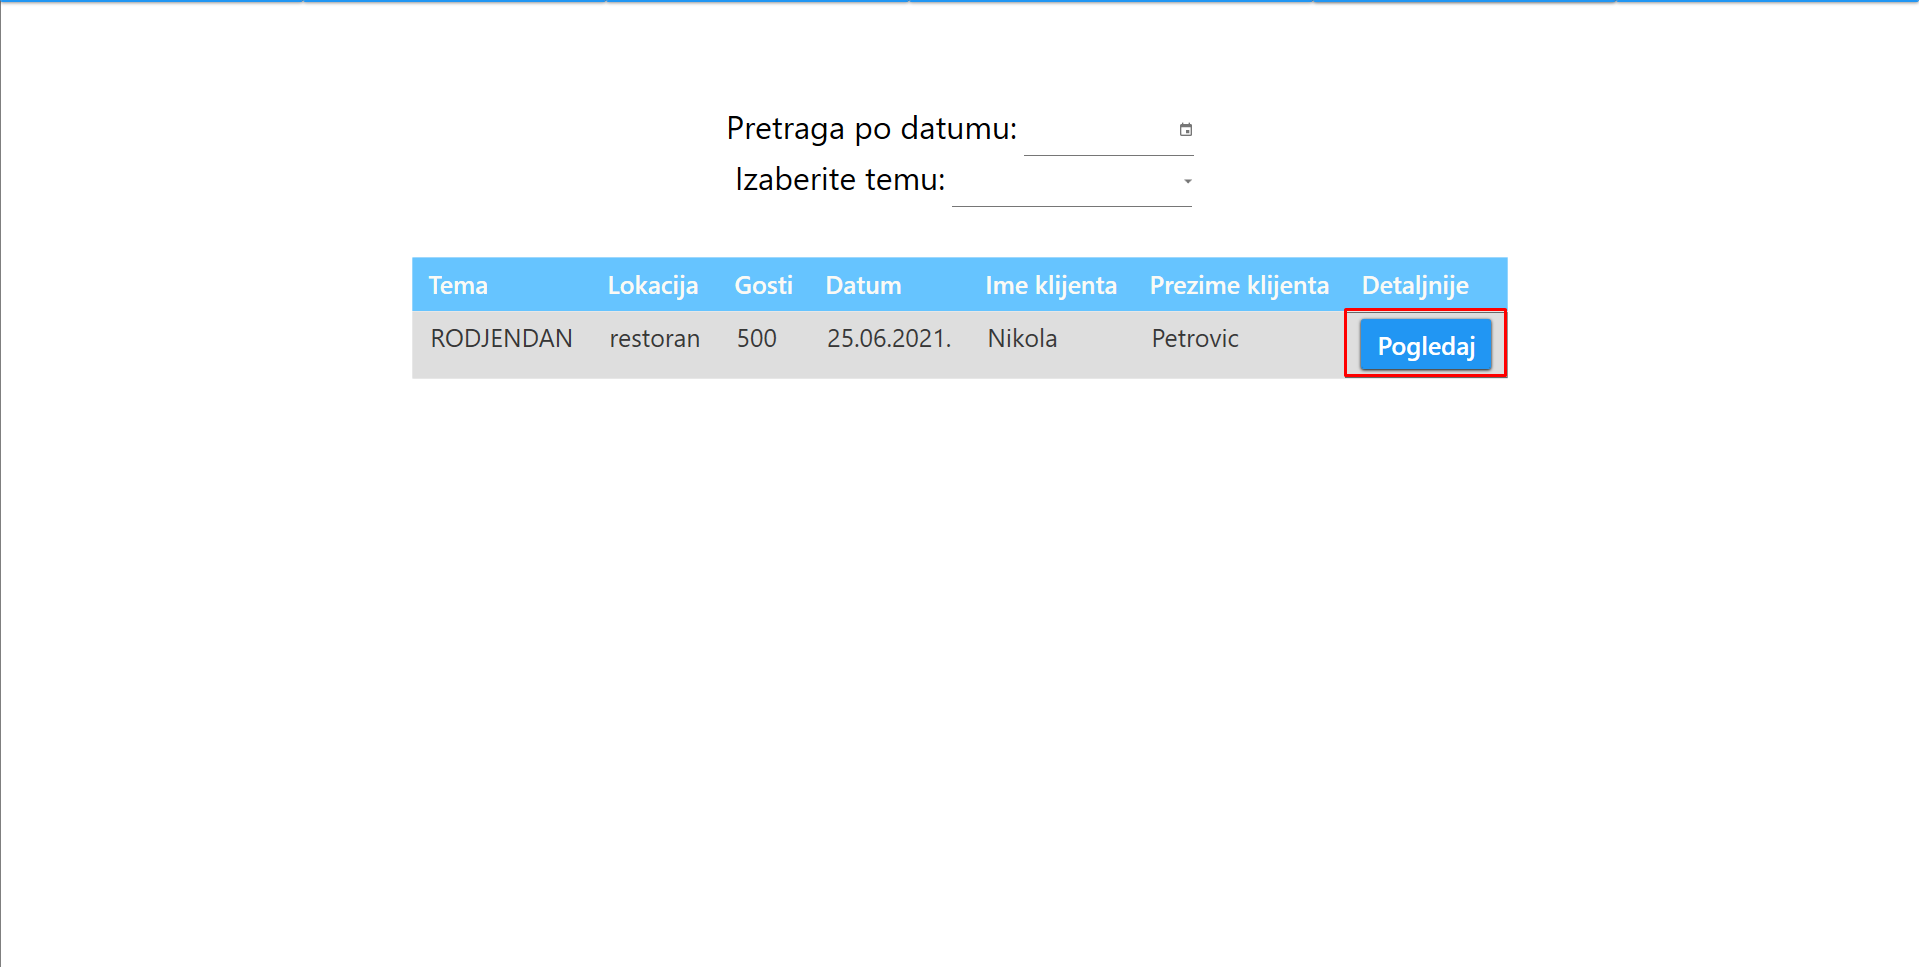 Pretraga po datumu:
Izaberite temu:
Tema Lokacija Gosti Datum Ime klijenta Prezime klijenta Detaljnije
RODJENDAN restoran 500 25.06.2021. Nikola Petrovic Pogledaj